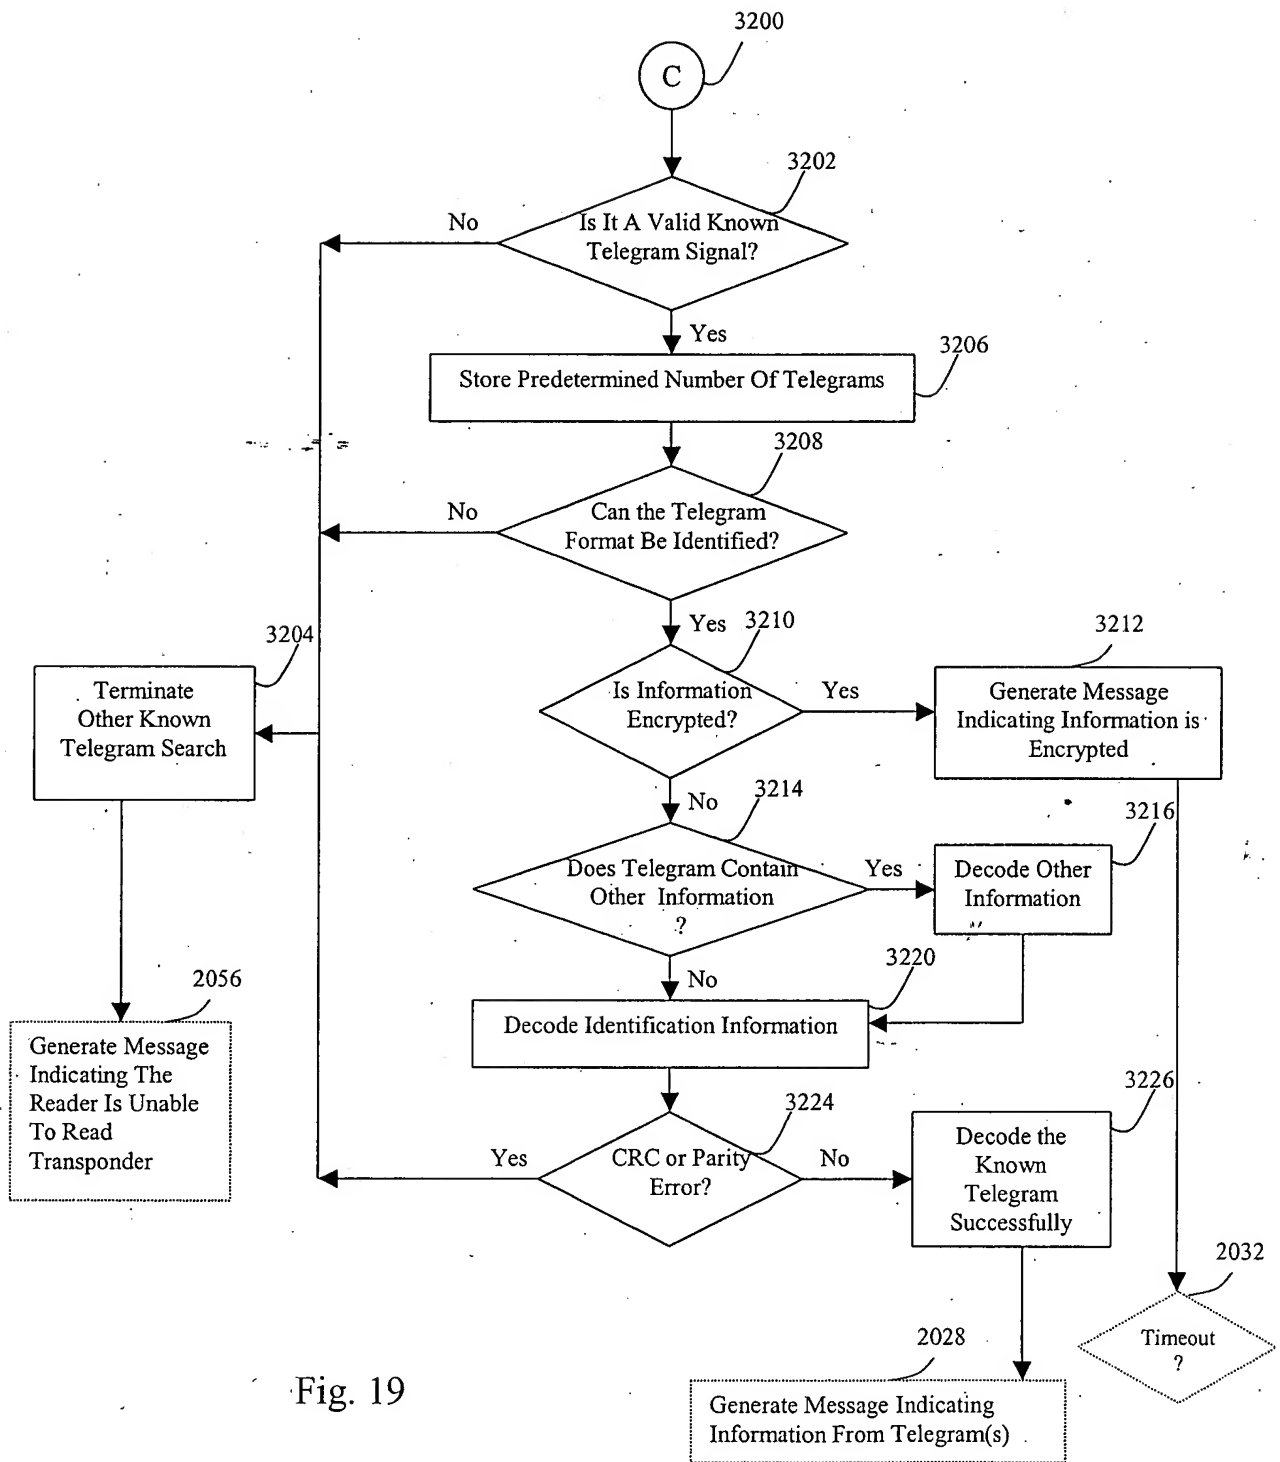 3200
C
3202
Is It A Valid Known
Telegram Signal?
No
Yes
3206
Store Predetermined Number Of Telegrams
3208
Can the Telegram
Format Be Identified?
No
Yes
3210
Is Information
Encrypted?
Yes
3212
Generate Message
Indicating Information is
Encrypted
3204
Terminate
Other Known
Telegram Search
No
3214
Does Telegram Contain
Other Information
?
Yes
3216
Decode Other
Information
No
3220
Decode Identification Information
2056
Generate Message
Indicating The
Reader Is Unable
To Read
Transponder
3224
CRC or Parity
Error?
Yes
No
3226
Decode the
Known
Telegram
Successfully
2032
Timeout
?
2028
Generate Message Indicating
Information From Telegram(s)
Fig. 19